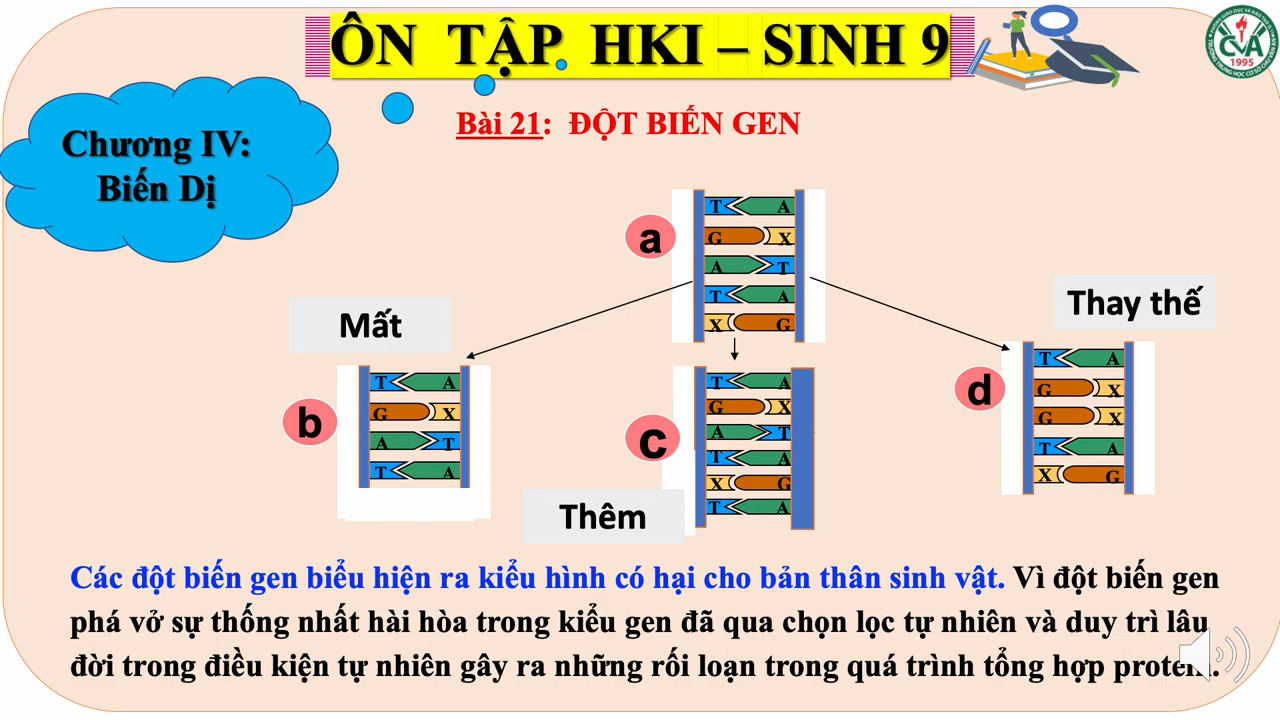 ÔN TẬP HKI – SINH 9
CVA
1995
Chương IV:
Biến Dị
Bài 21: ĐỘT BIẾN GEN
a
T A
G X
A T
T A
X G
Mất
b
T A
G X
A T
T A
Thêm
c
T A
G X
A T
T A
X G
T A
Thay thế
d
T A
G X
G X
T A
X G
Các đột biến gen biểu hiện ra kiểu hình có hại cho bản thân sinh vật. Vì đột biến gen
phá vở sự thống nhất hài hòa trong kiểu gen đã qua chọn lọc tự nhiên và duy trì lâu
đời trong điều kiện tự nhiên gây ra những rối loạn trong quá trình tổng hợp protein.